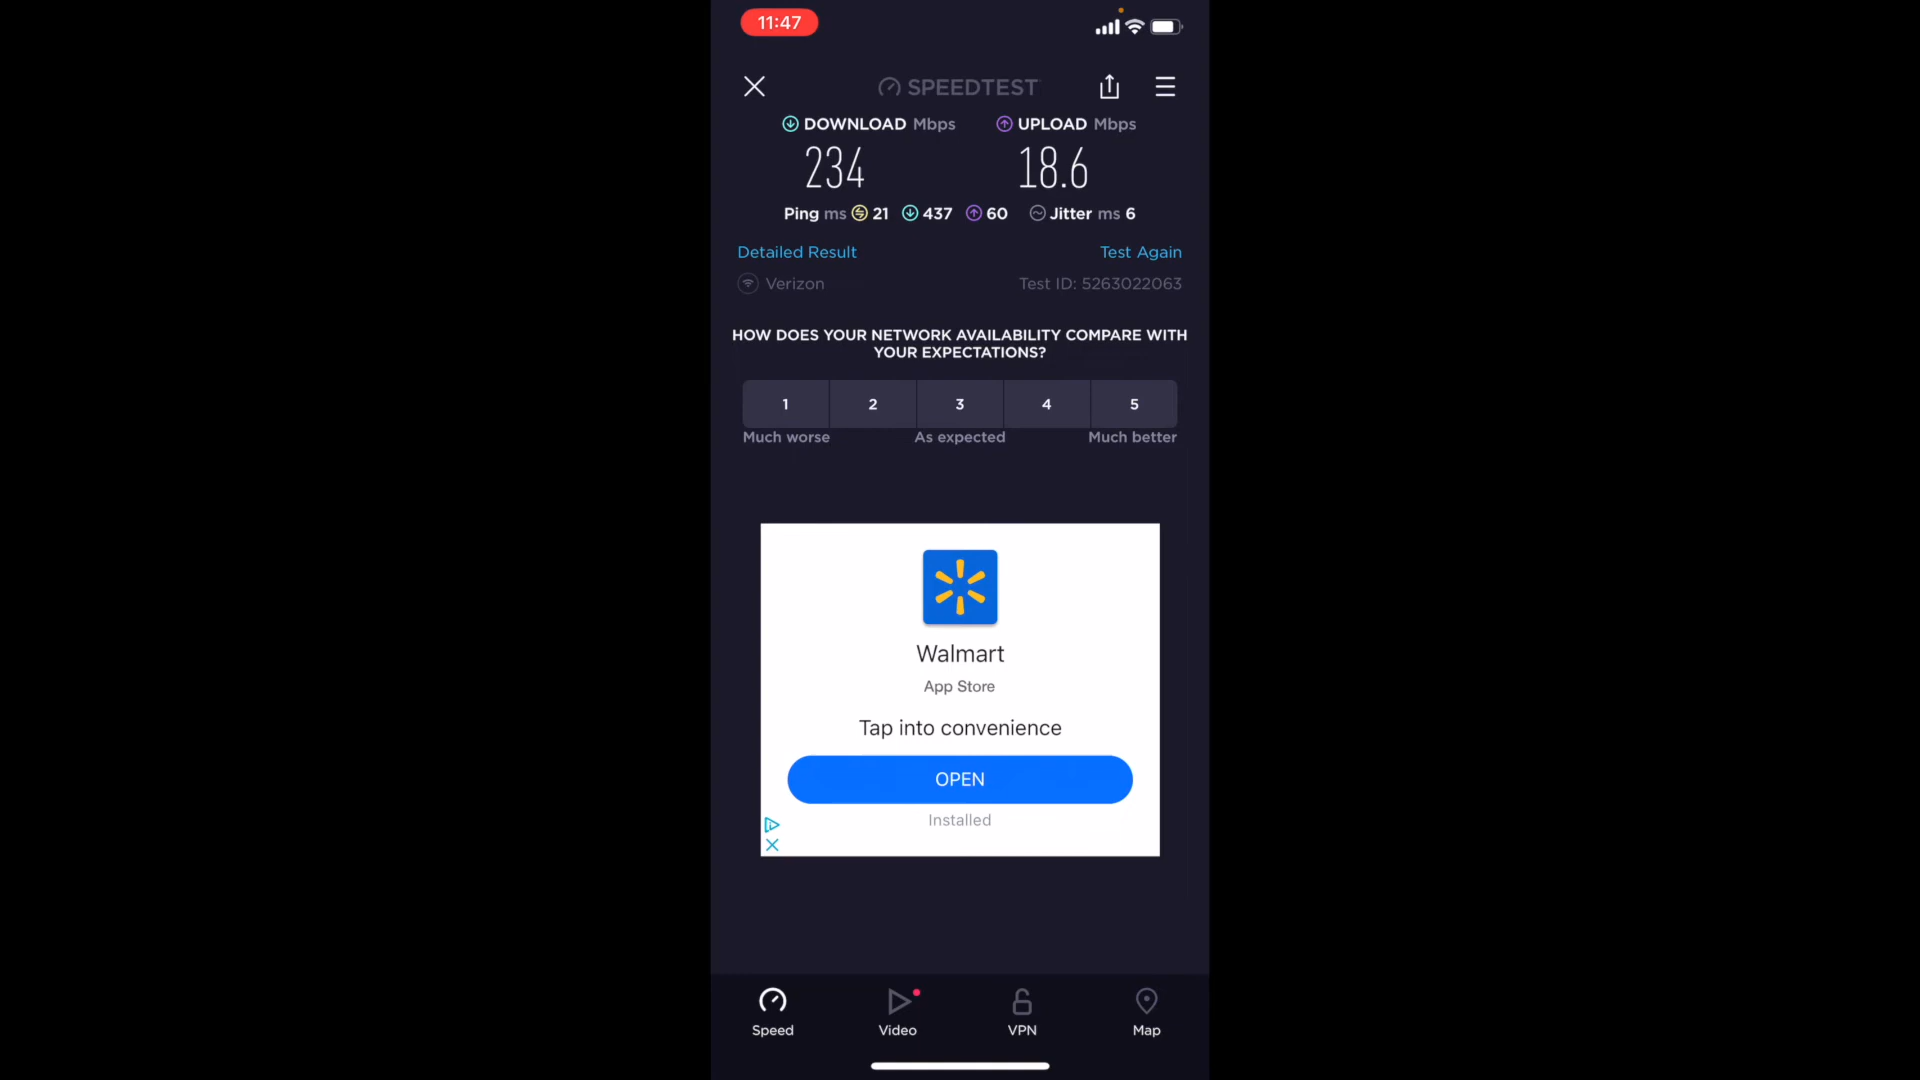 11:47
SPEEDTEST
DOWNLOAD Mbps
UPLOAD Mbps
234
18.6
Ping ms 21 437 60 Jitter ms 6
Detailed Result
Test Again
Verizon
Test ID: 5263022063
HOW DOES YOUR NETWORK AVAILABILITY COMPARE WITH
YOUR EXPECTATIONS?
1 2 3 4 5
Much worse As expected Much better
Walmart
App Store
Tap into convenience
OPEN
Installed
Speed Video VPN Map